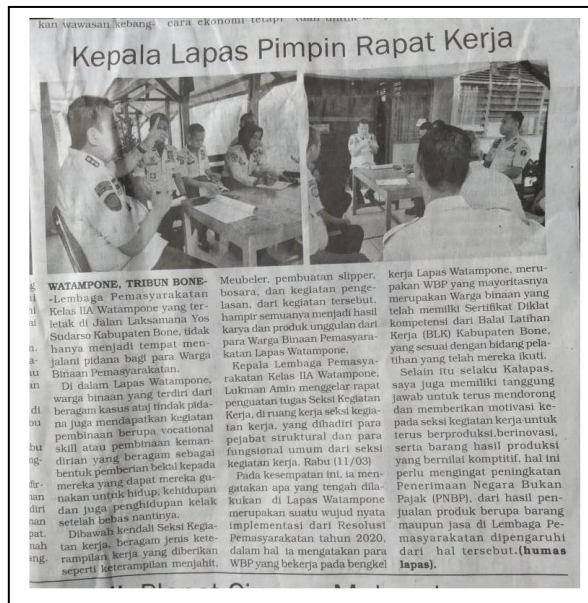 kan wawasan kebang-
cara ekonomi tetapi
Kepala Lapas Pimpin Rapat Kerja
WATAMPONE, TRIBUN BONE-
-Lembaga Pemasyarakatan
Kelas IIA Watampone yang ter-
letak di Jalan Laksamana Yos
Sudarso Kabupaten Bone, tidak
hanya menjadi tempat men-
jalani pidana bagi para Warga
Binaan Pemasyarakatan.
Di dalam Lapas Watampone,
warga binaan yang terdiri dari
beragam kasus ataj tindak pida-
na juga mendapatkan kegiatan
pembinaan berupa vocational
skill atau pembinaan keman-
dirian yang beragam sebagai
bentuk pemberian bekal kepada
mereka yang dapat mereka gu-
nakan untuk hidup, kehidupan
dan juga penghidupan kelak
setelah bebas nantinya.
Dibawah kendali Seksi Kegia-
tan kerja, beragam jenis kete-
rampilan kerja yang diberikan
seperti keterampilan menjahit,
Meubeler, pembuatan slipper,
bosara, dan kegiatan penge-
lasan, dari kegiatan tersebut,
hampir semuanya menjadi hasil
karya dan produk unggulan dari
para Warga Binaan Pemasyara-
katan Lapas Watampone.
Kepala Lembaga Pemasya-
rakatan Kelas IIA Watampone,
Lukman Amin menggelar rapat
penguatan tugas Seksi Kegiatan
Kerja, di ruang kerja seksi kegia-
tan kerja, yang dihadiri para
pejabat struktural dan para
fungsional umum dari seksi
kegiatan kerja. Rabu (11/03)
Pada kesempatan ini, ia men-
gatakan apa yang tengah dila-
kukan di Lapas Watampone
merupakan suatu wujud nyata
implementasi dari Resolusi
Pemasyarakatan tahun 2020,
dalam hal ia mengatakan para
WBP yang bekerja pada bengkel
kerja Lapas Watampone, meru-
pakan WBP yang mayoritasnya
merupakan Warga binaan yang
telah memilki Sertifikat Diklat
kompetensi dari Balai Latihan
Kerja (BLK) Kabupaten Bone,
yang sesuai dengan bidang pela-
tihan yang telah mereka ikuti.
Selain itu selaku Kalapas,
saya juga memiliki tanggung
jawab untuk terus mendorong
dan memberikan motivasi ke-
pada seksi kegiatan kerja untuk
terus berproduksi,berinovasi,
serta barang hasil produksi
yang bernilai komptitif, hal ini
perlu mengingat peningkatan
Penerimaan Negara Bukan
Pajak (PNBP), dari hasil pen-
jualan produk berupa barang
maupun jasa di Lembaga Pe-
masyarakatan dipengaruhi
dari hal tersebut.(humas
lapas).